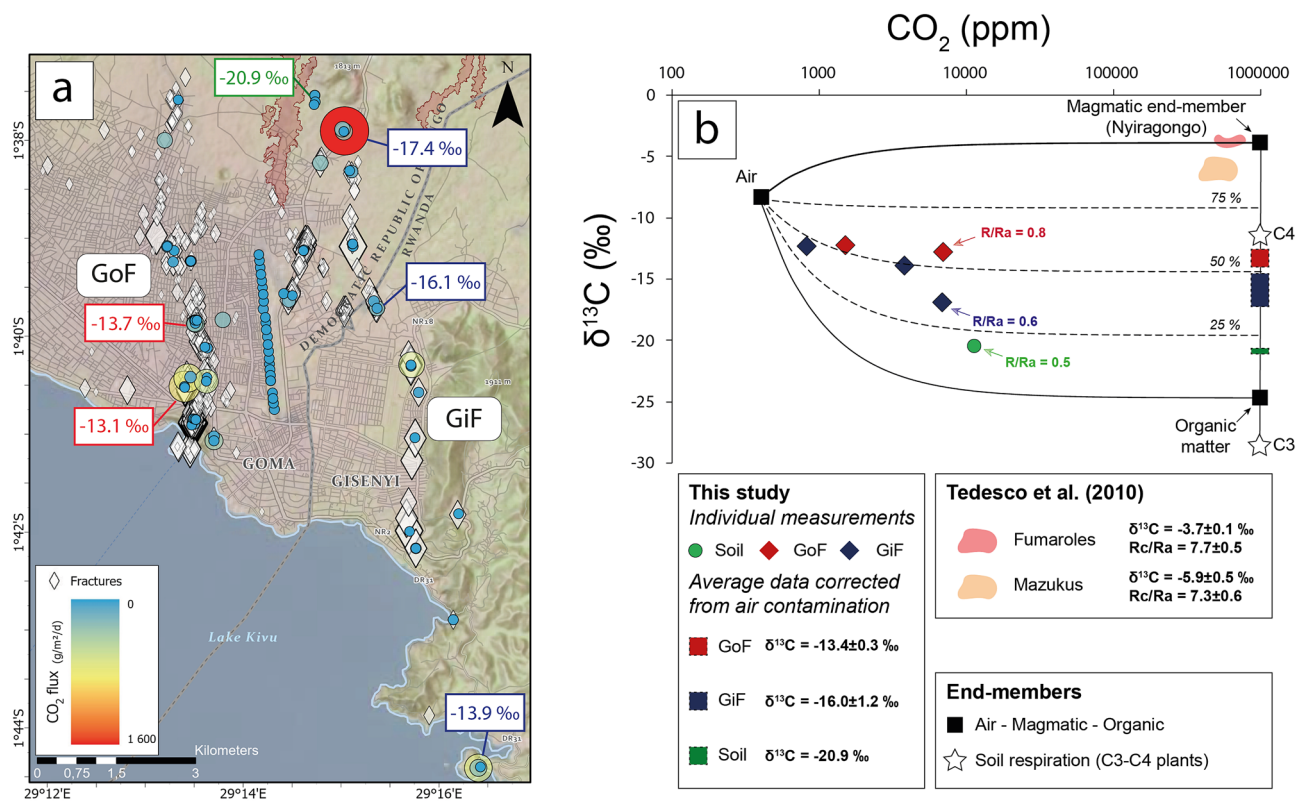 a
-20.9 ‰
1813 m
N
-17.4 ‰
1°38'S
DEMOCRATIC REPUBLIC OF
GO
RWANDA
GoF
-16.1 ‰
-13.7 ‰
NR18
1°40'S
1911 m
-13.1 ‰
GiF
GOMA
GISENYI
NR2
1°42'S
DR31
Fractures
0
CO2 flux (g/m²/d)
1 600
Lake Kivu
-13.9 ‰
DR31
1°44'S
Kilometers
0 0,75 1,5 3
29°12'E 29°14'E 29°16'E
CO2 (ppm)
100 1000 10000 100000 1000000
b
Magmatic end-member
(Nyiragongo)
Air
75 %
C4
R/Ra = 0.8
50 %
R/Ra = 0.6
25 %
R/Ra = 0.5
Organic
matter
C3
δ13C (‰)
0
-5
-10
-15
-20
-25
-30
This study
Individual measurements
Soil GoF GiF
Average data corrected
from air contamination
GoF δ13C = -13.4±0.3 ‰
GiF δ13C = -16.0±1.2 ‰
Soil δ13C = -20.9 ‰
Tedesco et al. (2010)
Fumaroles δ13C = -3.7±0.1 ‰
Rc/Ra = 7.7±0.5
Mazukus δ13C = -5.9±0.5 ‰
Rc/Ra = 7.3±0.6
End-members
Air - Magmatic - Organic
Soil respiration (C3-C4 plants)